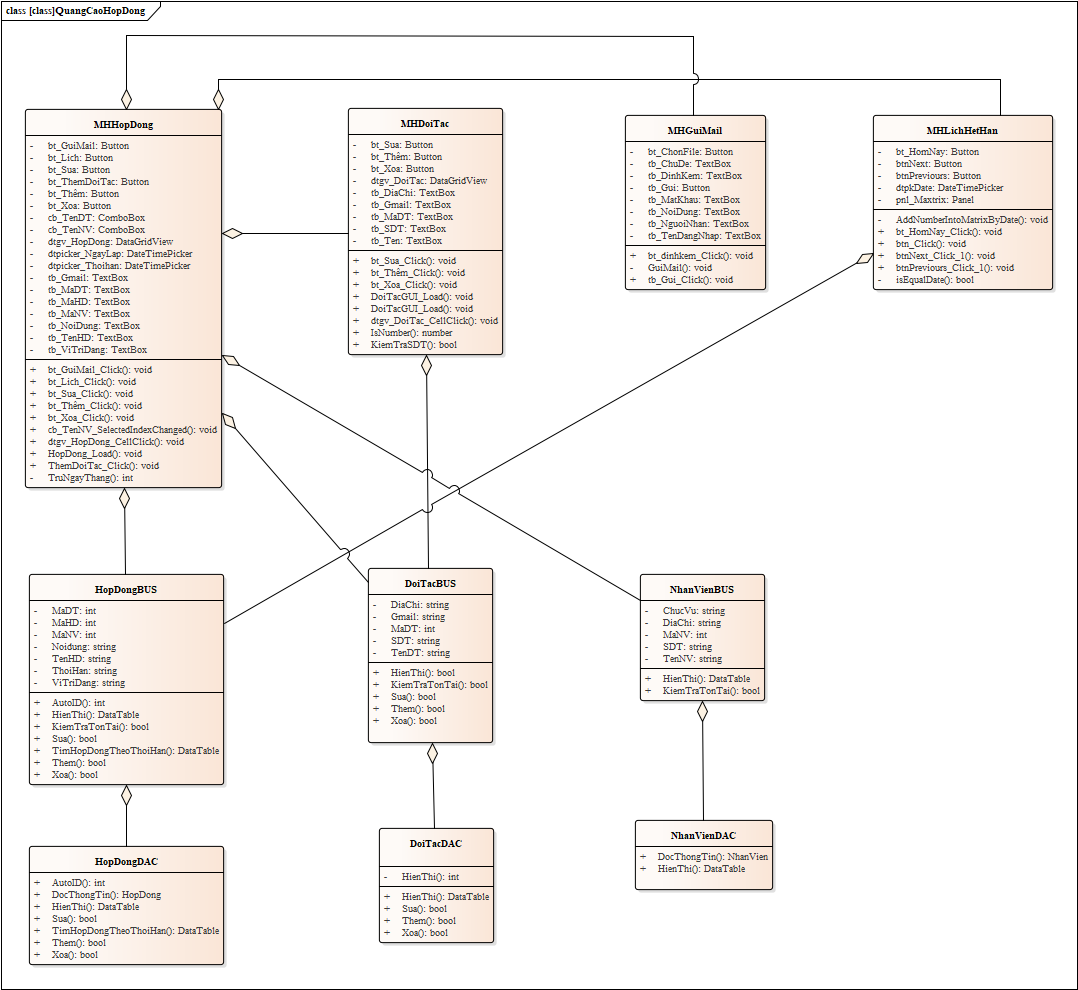 class [class]QuangCaoHopDong
MHHopDong
- bt_GuiMail: Button
- bt_Lich: Button
- bt_Sua: Button
- bt_ThemDoiTac: Button
- bt_Thêm: Button
- bt_Xoa: Button
- cb_TenDT: ComboBox
- cb_TenNV: ComboBox
- dtgv_HopDong: DataGridView
- dtpicker_NgayLap: DateTimePicker
- dtpicker_Thoihan: DateTimePicker
- tb_Gmail: TextBox
- tb_MaDT: TextBox
- tb_MaHD: TextBox
- tb_MaNV: TextBox
- tb_NoiDung: TextBox
- tb_TenHD: TextBox
- tb_ViTriDang: TextBox
+ bt_GuiMail_Click(): void
+ bt_Lich_Click(): void
+ bt_Sua_Click(): void
+ bt_Thêm_Click(): void
+ bt_Xoa_Click(): void
+ cb_TenNV_SelectedIndexChanged(): void
+ dtgv_HopDong_CellClick(): void
+ HopDong_Load(): void
+ ThemDoiTac_Click(): void
- TruNgayThang(): int
MHDoiTac
- bt_Sua: Button
- bt_Thêm: Button
- bt_Xoa: Button
- dtgv_DoiTac: DataGridView
- tb_DiaChi: TextBox
- tb_Gmail: TextBox
- tb_MaDT: TextBox
- tb_SDT: TextBox
- tb_Ten: TextBox
+ bt_Sua_Click(): void
+ bt_Thêm_Click(): void
+ bt_Xoa_Click(): void
+ DoiTacGUI_Load(): void
+ DoiTacGUI_Load(): void
+ dtgv_DoiTac_CellClick(): void
+ IsNumber(): number
+ KiemTraSDT(): bool
MHGuiMail
- bt_ChonFile: Button
- tb_ChuDe: TextBox
- tb_DinhKem: TextBox
- tb_Gui: Button
- tb_MatKhau: TextBox
- tb_NoiDung: TextBox
- tb_NguoiNhan: TextBox
- tb_TenDangNhap: TextBox
+ bt_dinhkem_Click(): void
- GuiMail(): void
+ tb_Gui_Click(): void
MHLichHetHan
- bt_HomNay: Button
- btnNext: Button
- btnPreviours: Button
- dtpkDate: DateTimePicker
- pnl_Maxtrix: Panel
- AddNumberIntoMatrixByDate(): void
+ bt_HomNay_Click(): void
+ btn_Click(): void
+ btnNext_Click_1(): void
+ btnPreviours_Click_1(): void
- isEqualDate(): bool
HopDongBUS
- MaDT: int
- MaHD: int
- MaNV: int
- Noidung: string
- TenHD: string
- ThoiHan: string
- ViTriDang: string
+ AutoID(): int
+ HienThi(): DataTable
+ KiemTraTonTai(): bool
+ Sua(): bool
+ TimHopDongTheoThoiHan(): DataTable
+ Them(): bool
+ Xoa(): bool
DoiTacBUS
- DiaChi: string
- Gmail: string
- MaDT: int
- SDT: string
- TenDT: string
+ HienThi(): bool
+ KiemTraTonTai(): bool
+ Sua(): bool
+ Them(): bool
+ Xoa(): bool
NhanVienBUS
- ChucVu: string
- DiaChi: string
- MaNV: int
- SDT: string
- TenNV: string
+ HienThi(): DataTable
+ KiemTraTonTai(): bool
HopDongDAC
+ AutoID(): int
+ DocThongTin(): HopDong
+ HienThi(): DataTable
+ Sua(): bool
+ TimHopDongTheoThoiHan(): DataTable
+ Them(): bool
+ Xoa(): bool
DoiTacDAC
- HienThi(): int
+ HienThi(): DataTable
+ Sua(): bool
+ Them(): bool
+ Xoa(): bool
NhanVienDAC
+ DocThongTin(): NhanVien
+ HienThi(): DataTable